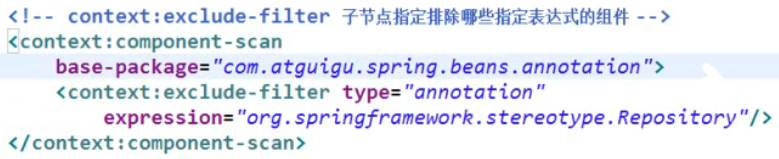 <!-- context:exclude-filter 子节点指定排除哪些指定表达式的组件 -->
<context:component-scan
base-package="com.atguigu.spring.beans.annotation">
<context:exclude-filter type="annotation"
expression="org.springframework.stereotype.Repository"/>
</context:component-scan>